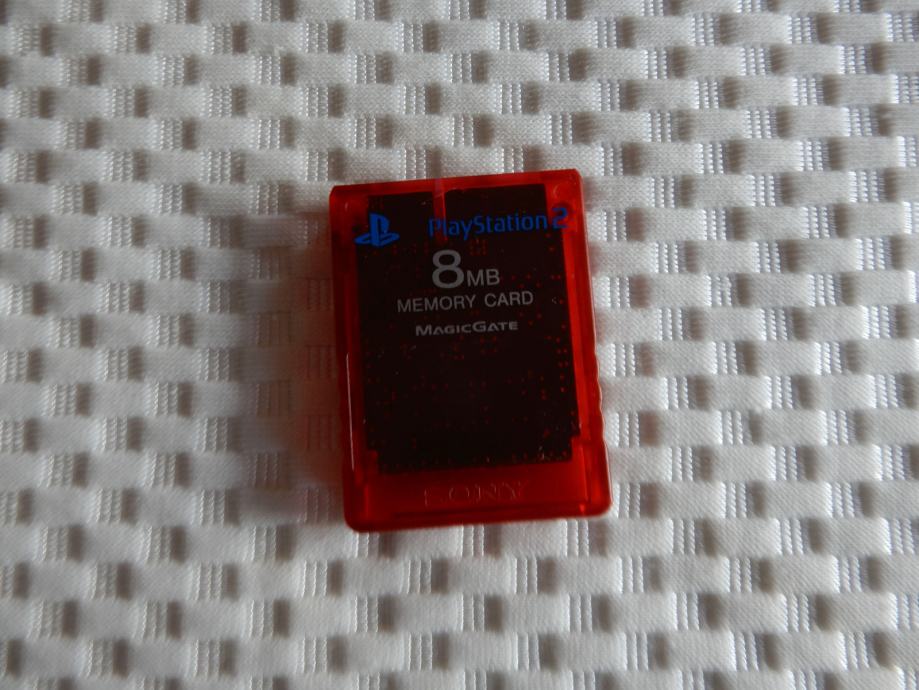 PlayStation 2
8MB
MEMORY CARD
MAGICGATE
SONY